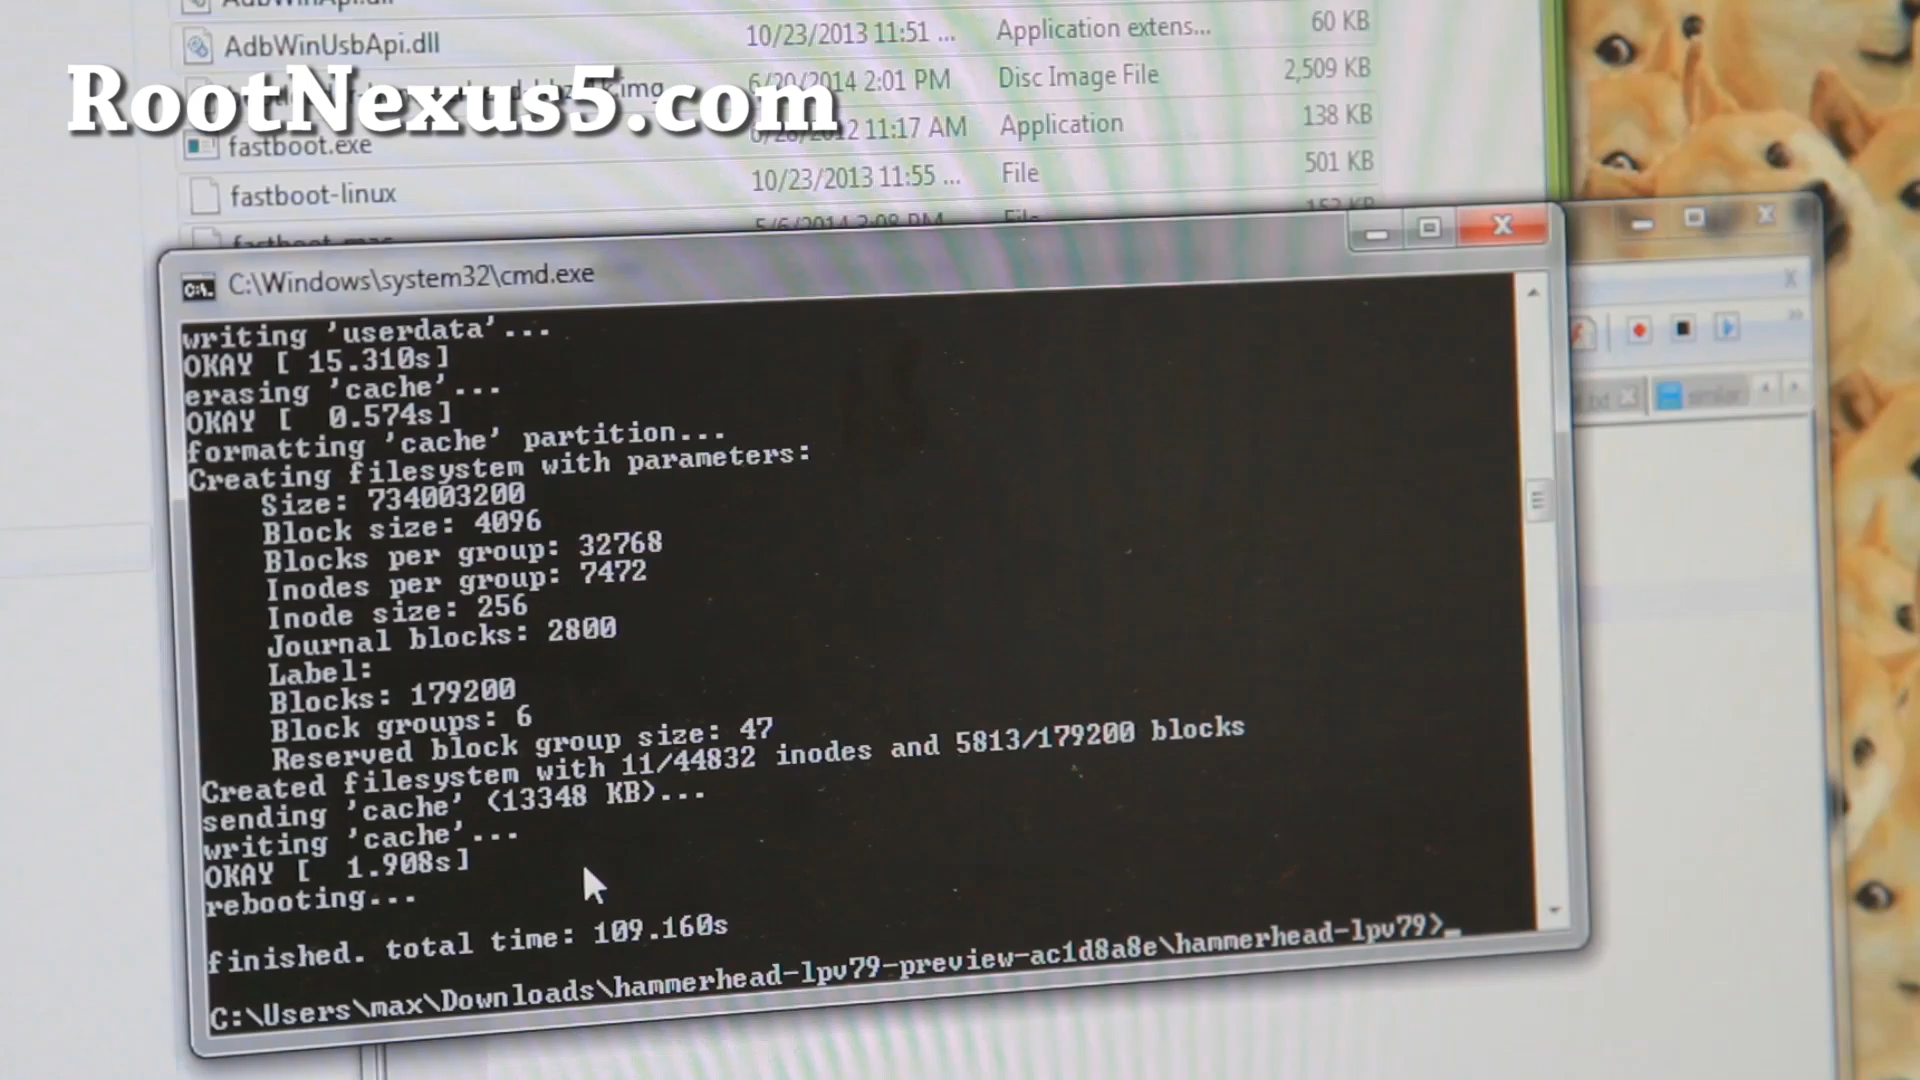 AdbWinUsbApi.dll 10/23/2013 11:51 ... Application extens... 60 KB
RootNexus5.com
.img 6/20/2014 2:01 PM Disc Image File 2,509 KB
fastboot.exe 11:17 AM Application 138 KB
fastboot-linux 10/23/2013 11:55 ... File 501 KB
C:\Windows\system32\cmd.exe
writing 'userdata'...
OKAY [ 15.310s]
erasing 'cache'...
OKAY [  0.574s]
formatting 'cache' partition...
Creating filesystem with parameters:
    Size: 734003200
    Block size: 4096
    Blocks per group: 32768
    Inodes per group: 7472
    Inode size: 256
    Journal blocks: 2800
    Label:
    Blocks: 179200
    Block groups: 6
    Reserved block group size: 47
Created filesystem with 11/44832 inodes and 5813/179200 blocks
sending 'cache' (13348 KB)...
writing 'cache'...
OKAY [  1.908s]
rebooting...
finished. total time: 109.160s
C:\Users\max\Downloads\hammerhead-lpv79-preview-ac1d8a8e\hammerhead-lpv79>_
similar